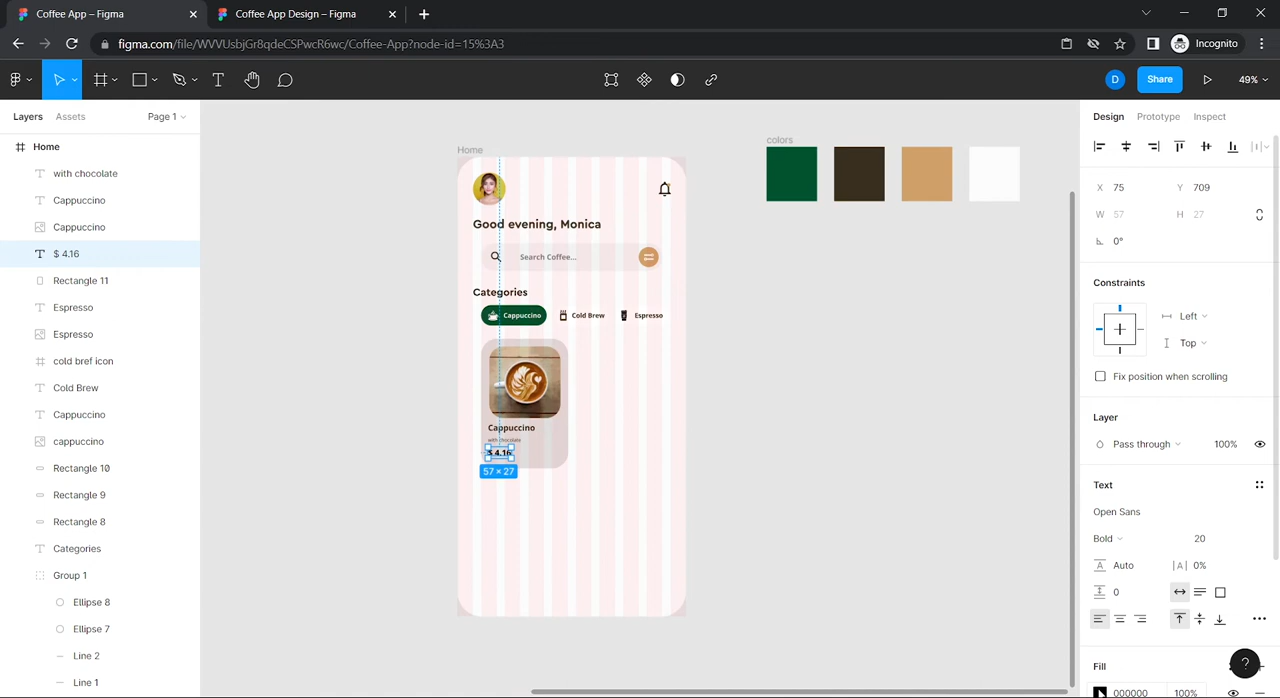 Coffee App – Figma
Coffee App Design – Figma
figma.com/file/WVVUsbjGr8qdeCSPwcR6wc/Coffee-App?node-id=15%3A3
Incognito
D
Share
49%
Layers
Assets
Page 1
Home
with chocolate
Cappuccino
Cappuccino
$ 4.16
Rectangle 11
Espresso
Espresso
cold bref icon
Cold Brew
Cappuccino
cappuccino
Rectangle 10
Rectangle 9
Rectangle 8
Categories
Group 1
Ellipse 8
Ellipse 7
Line 2
Line 1
Home
Good evening, Monica
Search Coffee...
Categories
Cappuccino
Cold Brew
Espresso
Cappuccino
with chocolate
$ 4.16
57 × 27
colors
Design
Prototype
Inspect
X 75
Y 709
W 57
H 27
0°
Constraints
Left
Top
Fix position when scrolling
Layer
Pass through
100%
Text
Open Sans
Bold
20
Auto
|A| 0%
0
Fill
?
000000
100%